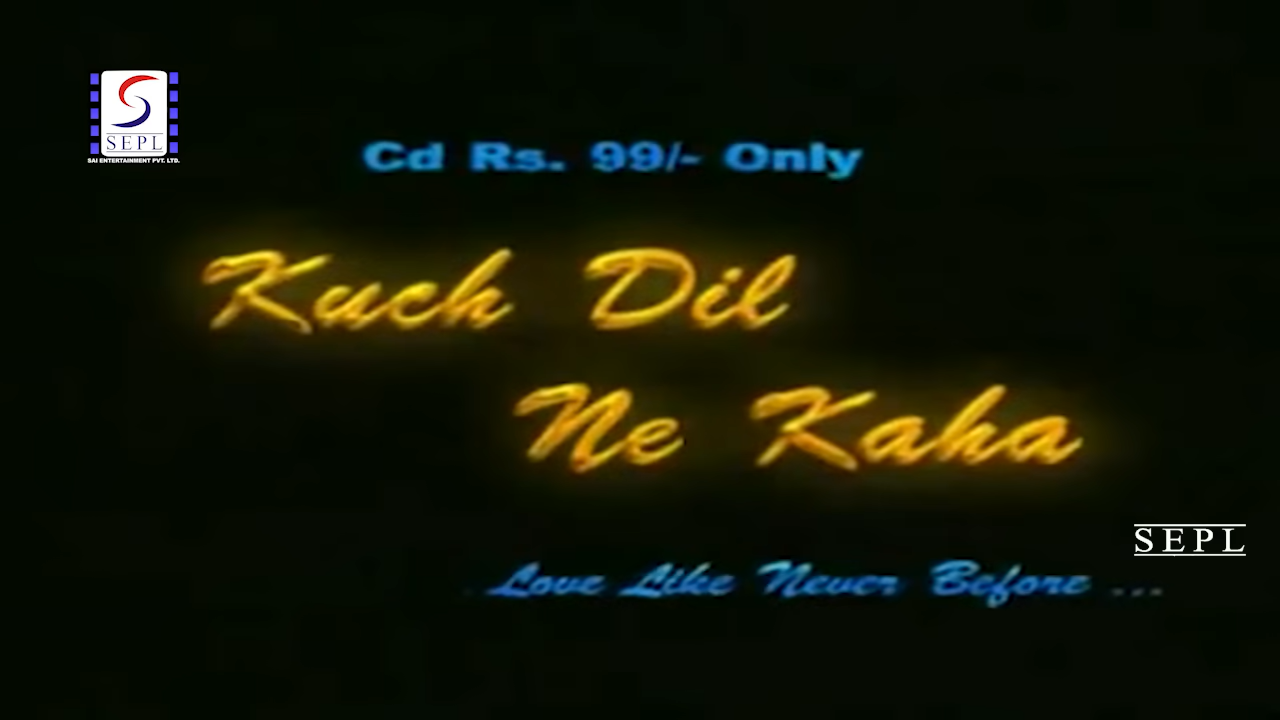 SEPL
SAI ENTERTAINMENT PVT. LTD.
Cd Rs. 99/- Only
Kuch Dil
Ne Kaha
SEPL
Love Like Never Before ...